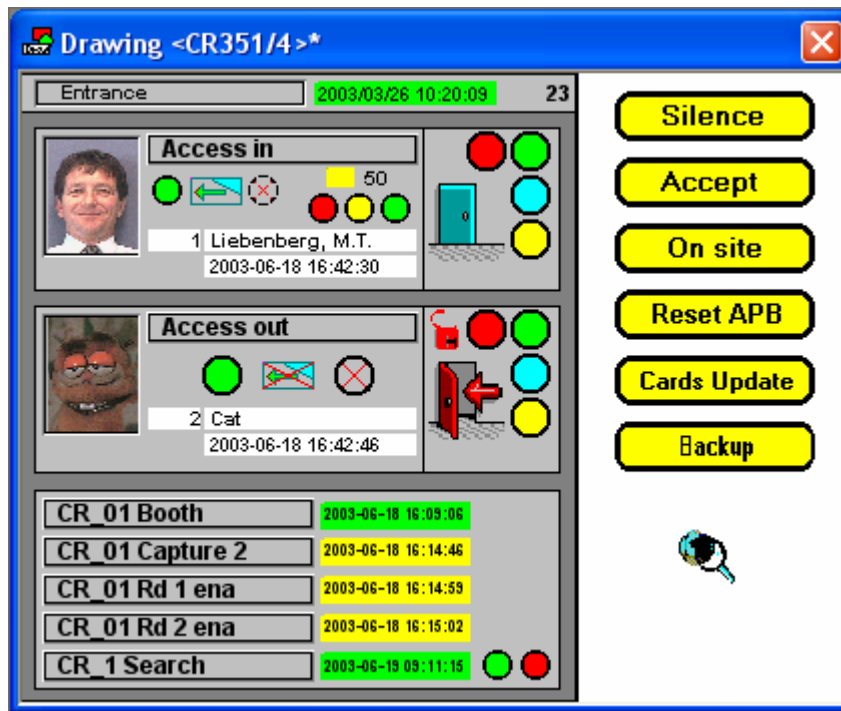 Drawing <CR351/4>*
Entrance 2003/03/26 10:20:09 23
Access in
50
1 Liebenberg, M.T.
2003-06-18 16:42:30
Access out
2 Cat
2003-06-18 16:42:46
CR_01 Booth 2003-06-18 16:09:06
CR_01 Capture 2 2003-06-18 16:14:46
CR_01 Rd 1 ena 2003-06-18 16:14:59
CR_01 Rd 2 ena 2003-06-18 16:15:02
CR_1 Search 2003-06-19 09:11:15
Silence
Accept
On site
Reset APB
Cards Update
Backup